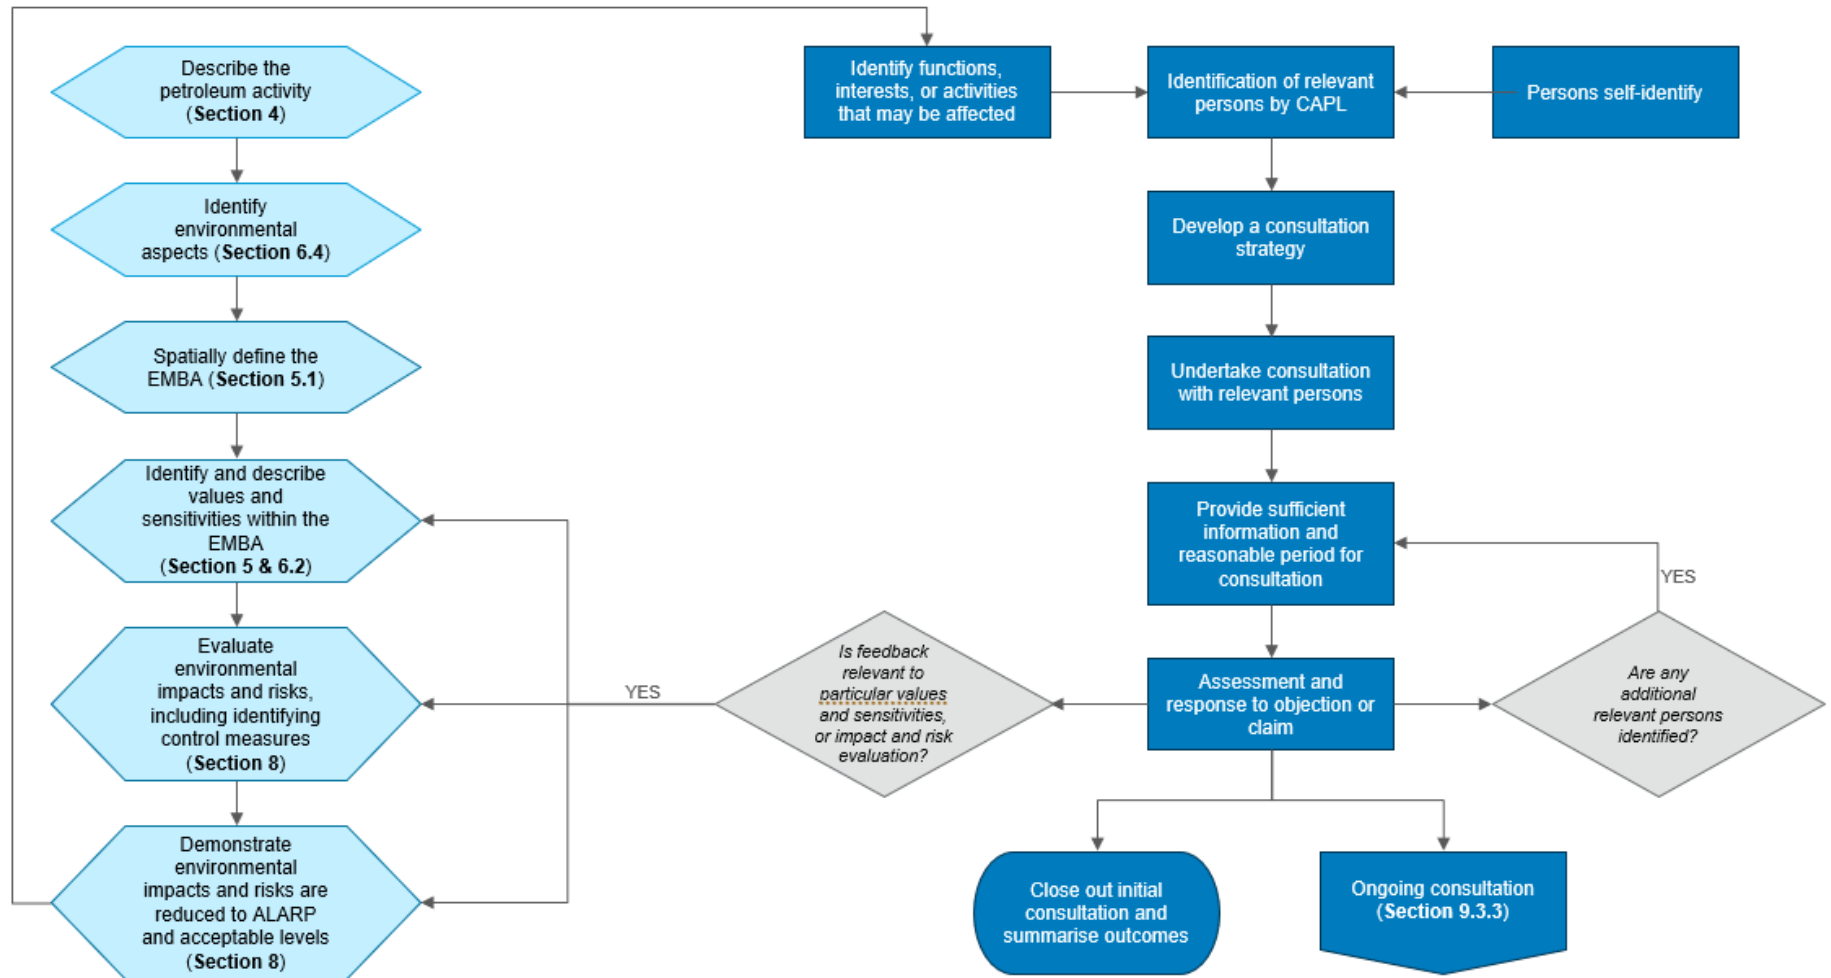 Describe the
petroleum activity
(Section 4)
Identify
environmental
aspects (Section 6.4)
Spatially define the
EMBA (Section 5.1)
Identify and describe
values and
sensitivities within the
EMBA
(Section 5 & 6.2)
Evaluate
environmental
impacts and risks,
including identifying
control measures
(Section 8)
Demonstrate
environmental
impacts and risks are
reduced to ALARP
and acceptable levels
(Section 8)
YES
Is feedback
relevant to
particular values
and sensitivities,
or impact and risk
evaluation?
Identify functions,
interests, or activities
that may be affected
Identification of relevant
persons by CAPL
Persons self-identify
Develop a consultation
strategy
Undertake consultation
with relevant persons
Provide sufficient
information and
reasonable period for
consultation
YES
Assessment and
response to objection or
claim
Are any
additional
relevant persons
identified?
Close out initial
consultation and
summarise outcomes
Ongoing consultation
(Section 9.3.3)